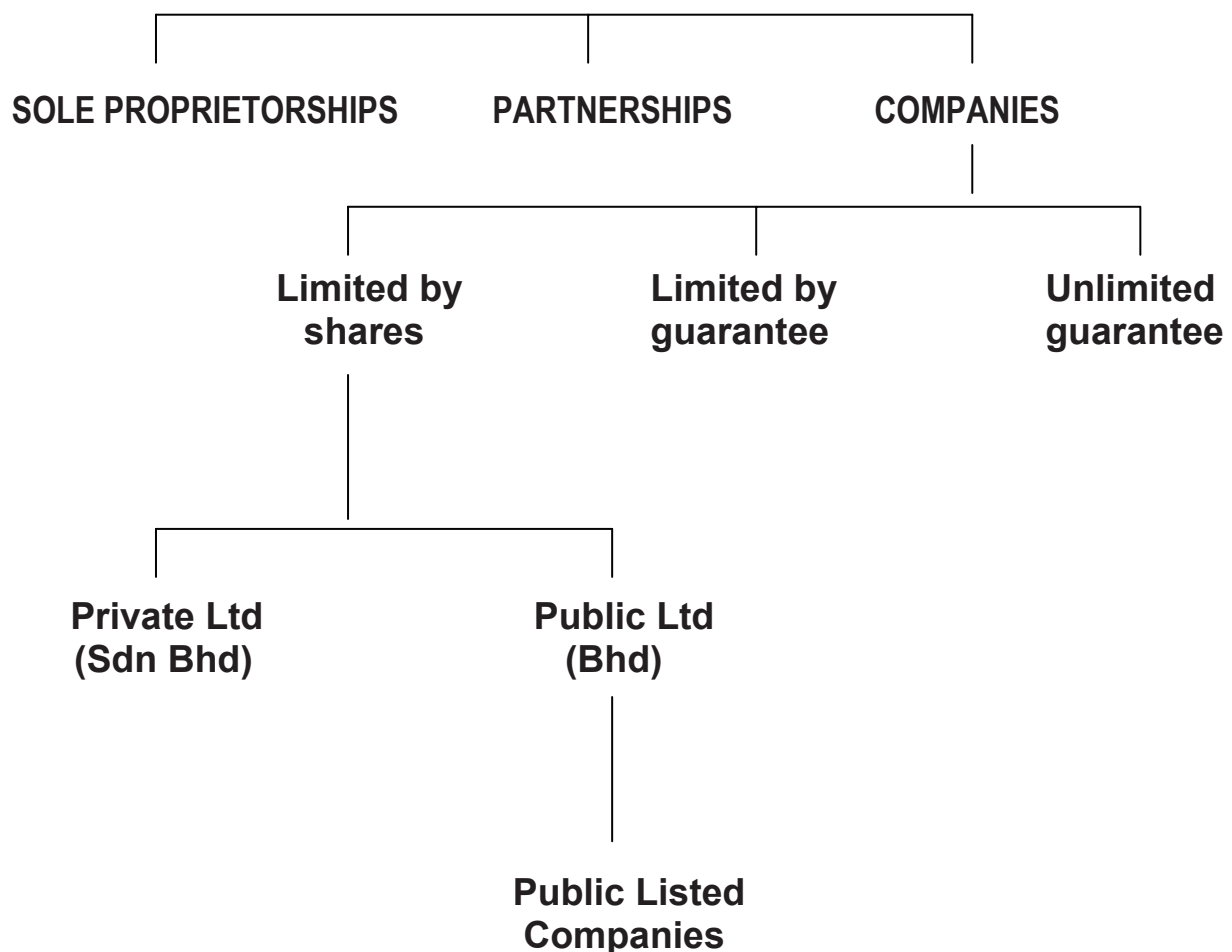 SOLE PROPRIETORSHIPS
PARTNERSHIPS
COMPANIES
Limited by
shares
Limited by
guarantee
Unlimited
guarantee
Private Ltd
(Sdn Bhd)
Public Ltd
(Bhd)
Public Listed
Companies